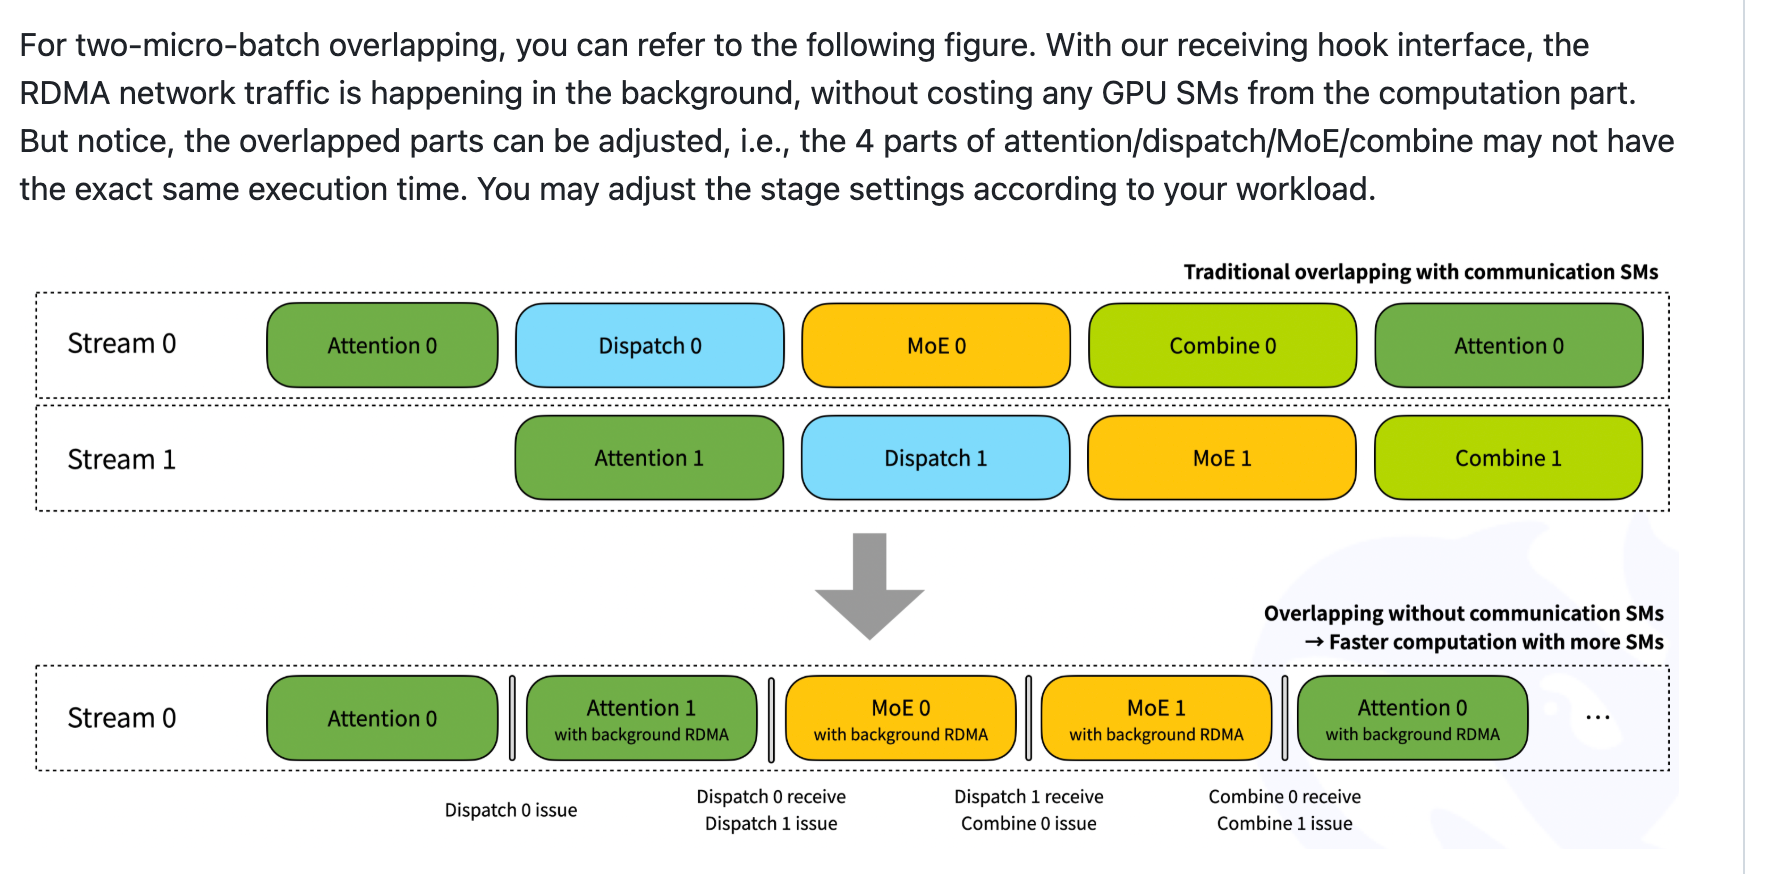 For two-micro-batch overlapping, you can refer to the following figure. With our receiving hook interface, the
RDMA network traffic is happening in the background, without costing any GPU SMs from the computation part.
But notice, the overlapped parts can be adjusted, i.e., the 4 parts of attention/dispatch/MoE/combine may not have
the exact same execution time. You may adjust the stage settings according to your workload.
Traditional overlapping with communication SMs
Stream 0
Attention 0
Dispatch 0
MoE 0
Combine 0
Attention 0
Stream 1
Attention 1
Dispatch 1
MoE 1
Combine 1
Overlapping without communication SMs
→ Faster computation with more SMs
Stream 0
Attention 0
Attention 1
with background RDMA
MoE 0
with background RDMA
MoE 1
with background RDMA
Attention 0
with background RDMA
...
Dispatch 0 issue
Dispatch 0 receive
Dispatch 1 issue
Dispatch 1 receive
Combine 0 issue
Combine 0 receive
Combine 1 issue